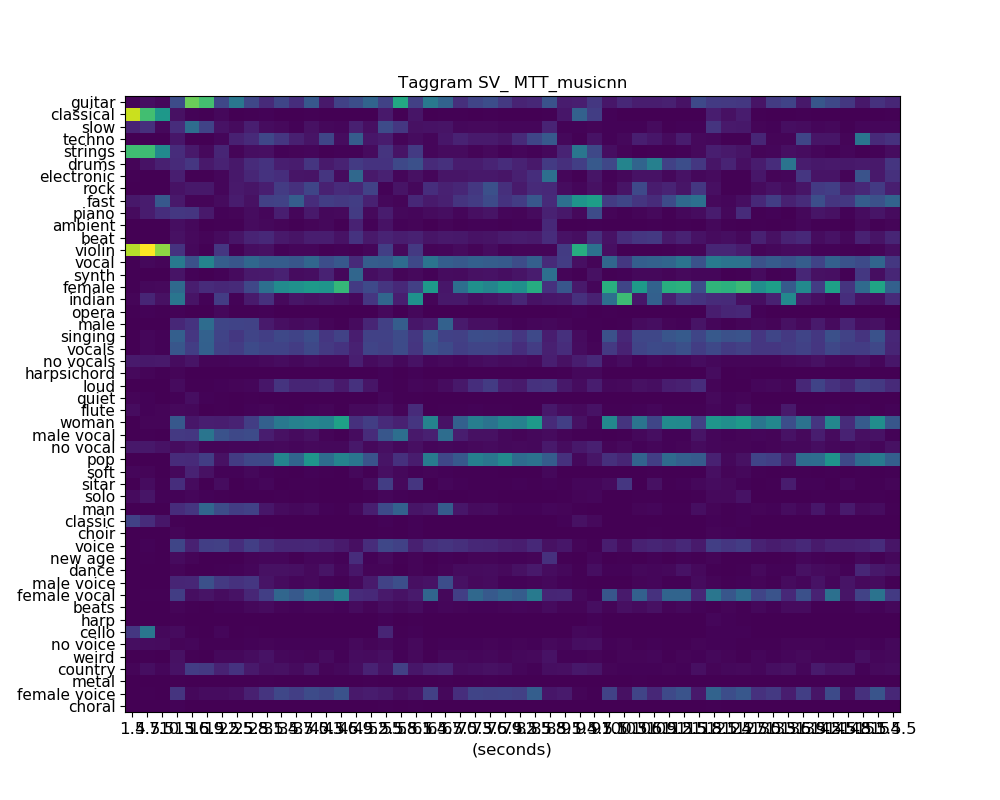 Taggram SV_ MTT_musicnn
guitar
classical
slow
techno
strings
drums
electronic
rock
fast
piano
ambient
beat
violin
vocal
synth
female
indian
opera
male
singing
vocals
no vocals
harpsichord
loud
quiet
flute
woman
male vocal
no vocal
pop
soft
sitar
solo
man
classic
choir
voice
new age
dance
male voice
female vocal
beats
harp
cello
no voice
weird
country
metal
female voice
choral
(seconds)